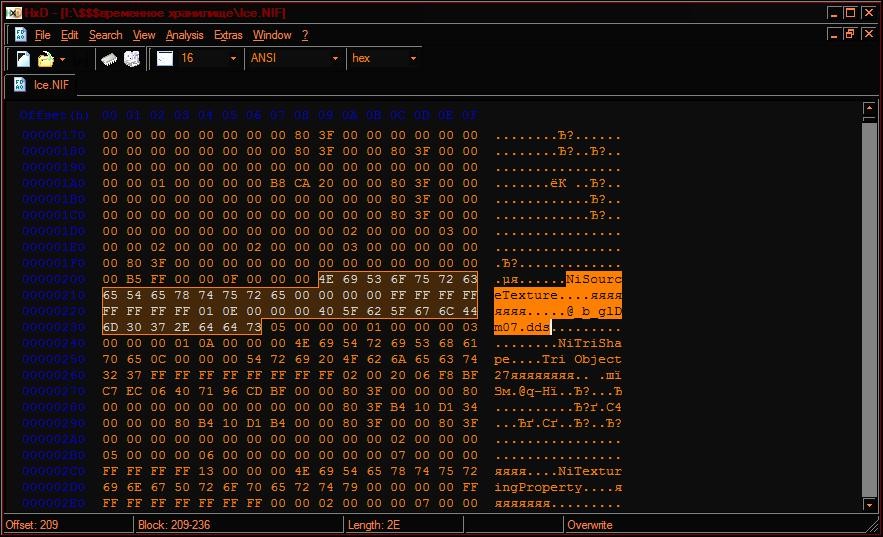 HxD - [I:\$$$временное хранилище\Ice.NIF]
File Edit Search View Analysis Extras Window ?
16 ANSI hex
Ice.NIF
Offset(h) 00 01 02 03 04 05 06 07 08 09 0A 0B 0C 0D 0E 0F
00000170 00 00 00 00 00 00 00 00 80 3F 00 00 00 00 00 00 ........Ђ?......
00000180 00 00 00 00 00 00 00 00 80 3F 00 00 80 3F 00 00 ........Ђ?..Ђ?..
00000190 00 00 00 00 00 00 00 00 00 00 00 00 00 00 00 00 ................
000001A0 00 00 01 00 00 00 00 B8 CA 20 00 00 80 3F 00 00 .......ёК ..Ђ?..
000001B0 00 00 00 00 00 00 00 00 00 00 00 00 80 3F 00 00 ............Ђ?..
000001C0 00 00 00 00 00 00 00 00 00 00 00 00 80 3F 00 00 ............Ђ?..
000001D0 00 00 00 00 00 00 00 00 00 00 02 00 00 00 03 00 ................
000001E0 00 00 02 00 00 00 02 00 00 00 03 00 00 00 00 00 ................
000001F0 00 80 3F 00 00 00 00 00 00 00 00 00 00 00 00 00 .Ђ?.............
00000200 00 B5 FF 00 00 0F 00 00 00 4E 69 53 6F 75 72 63 .µя......NiSourc
00000210 65 54 65 78 74 75 72 65 00 00 00 00 FF FF FF FF eTexture....яяяя
00000220 FF FF FF FF 01 0E 00 00 00 40 5F 62 5F 67 6C 44 яяяя.....@_b_glD
00000230 6D 30 37 2E 64 64 73 05 00 00 00 01 00 00 00 03 m07.dds.........
00000240 00 00 00 01 0A 00 00 00 4E 69 54 72 69 53 68 61 ........NiTriSha
00000250 70 65 0C 00 00 00 54 72 69 20 4F 62 6A 65 63 74 pe....Tri Object
00000260 32 37 FF FF FF FF FF FF FF FF 02 00 20 06 F8 BF 27яяяяяяяя.. .шї
00000270 C7 EC 06 40 71 96 CD BF 00 00 80 3F 00 00 00 80 Зм.@q–Нї..Ђ?...Ђ
00000280 00 00 00 00 00 00 00 00 00 00 80 3F B4 10 D1 34 ..........Ђ?ґ.С4
00000290 00 00 00 80 B4 10 D1 B4 00 00 80 3F 00 00 80 3F ...Ђґ.Сґ..Ђ?..Ђ?
000002A0 00 00 00 00 00 00 00 00 00 00 00 00 02 00 00 00 ................
000002B0 05 00 00 00 06 00 00 00 00 00 00 00 07 00 00 00 ................
000002C0 FF FF FF FF 13 00 00 00 4E 69 54 65 78 74 75 72 яяяя....NiTextur
000002D0 69 6E 67 50 72 6F 70 65 72 74 79 00 00 00 00 FF ingProperty....я
000002E0 FF FF FF FF FF FF FF 00 00 02 00 00 00 07 00 00 яяяяяяя.........
Offset: 209 Block: 209-236 Length: 2E Overwrite